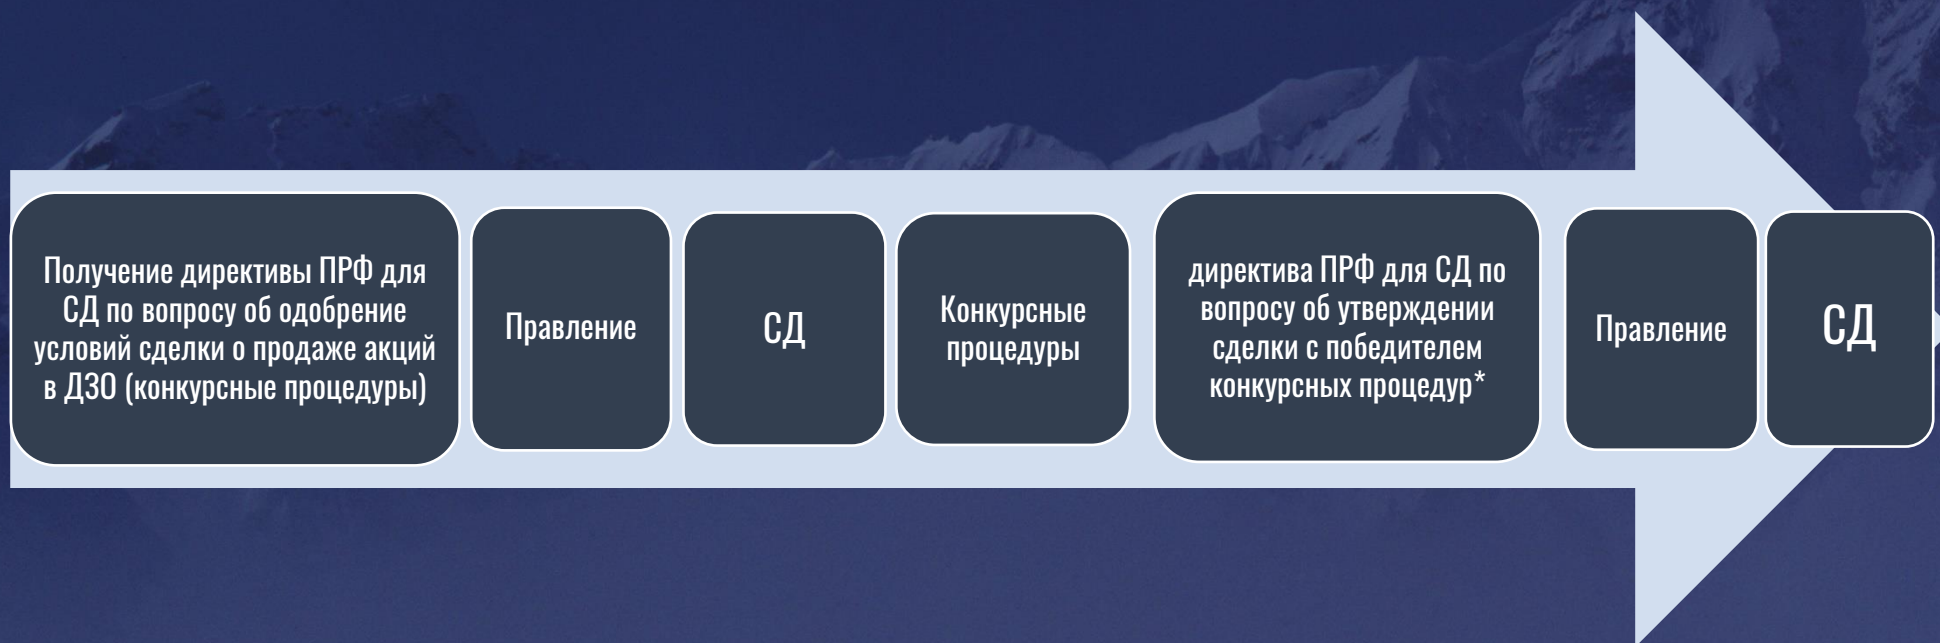 Получение директивы ПРФ для
СД по вопросу об одобрение
условий сделки о продаже акций
в ДЗО (конкурсные процедуры)
Правление
СД
Конкурсные
процедуры
директива ПРФ для СД по
вопросу об утверждении
сделки с победителем
конкурсных процедур*
Правление
СД